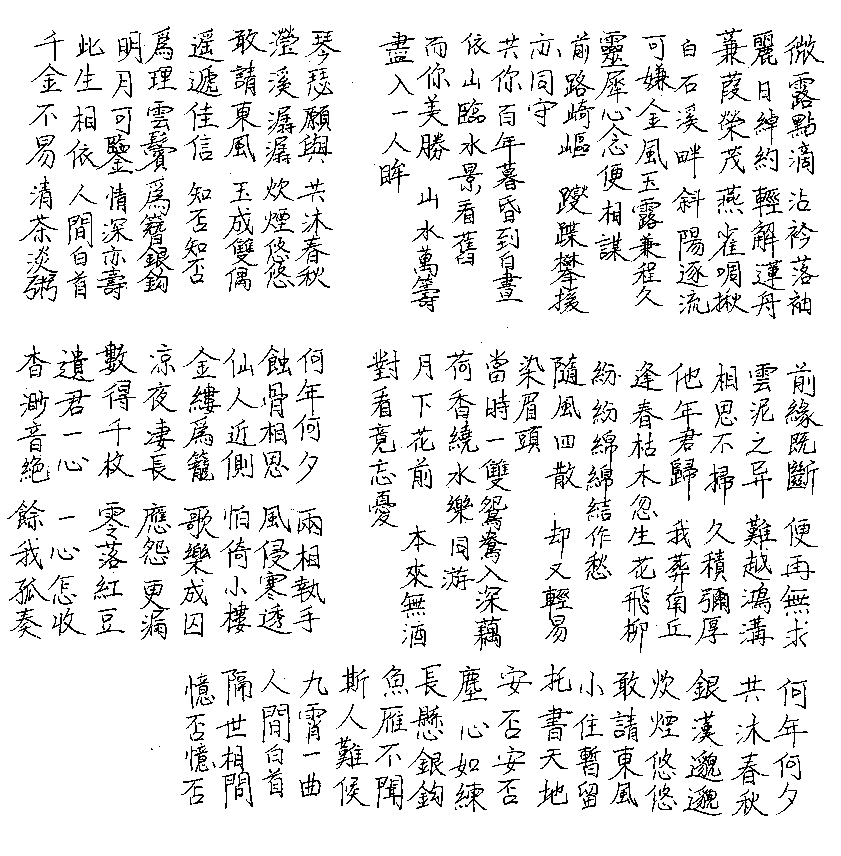 微露點滴沾衿落袖
麗日綽約輕解蓮舟
蒹葭榮茂燕雀啁揪
白石溪畔斜陽逐流
可嫌金風玉露兼程久
靈犀心念便相謀
亦同守
前路崎嶇 躞蹀攀援
共你百年暮昏到白晝
依山臨水景看舊
而你美勝 山水萬籌
盡入一人眸
琴瑟願與 共沐春秋
瀅溪潺潺 炊煙悠悠
敢請東風 玉成雙偶
遥遞佳信 知否知否
爲理雲鬢 爲簪銀鈎
明月可鑒 情深亦壽
此生相依 人間白首
千金不易 清茶淡粥
前緣既斷 便再無求
雲泥之异 難越鴻溝
相思不掃 久積彌厚
他年君歸 我葬南丘
逢春枯木忽生花飛柳
紛紛綿綿結作愁
隨風四散 却又輕易
染眉頭
當時一雙鴛鴦入深藕
荷香繞水樂同游
月下花前 本來無酒
對看竟忘憂
何年何夕 兩相執手
蝕骨相思 風侵寒透
仙人近側 怕倚小樓
金縷爲籠 歌樂成囚
凉夜凄長 應怨更漏
數得千枚 零落紅豆
遺君一心 一心怎收
杳渺音絕 餘我孤奏
何年何夕
共沐春秋
銀漢邈邈
炊煙悠悠
敢請東風
小住暫留
托書天地
安否安否
塵心如練
長懸銀鈎
魚雁不聞
斯人難候
九霄一曲
人間白首
隔世相問
憶否憶否